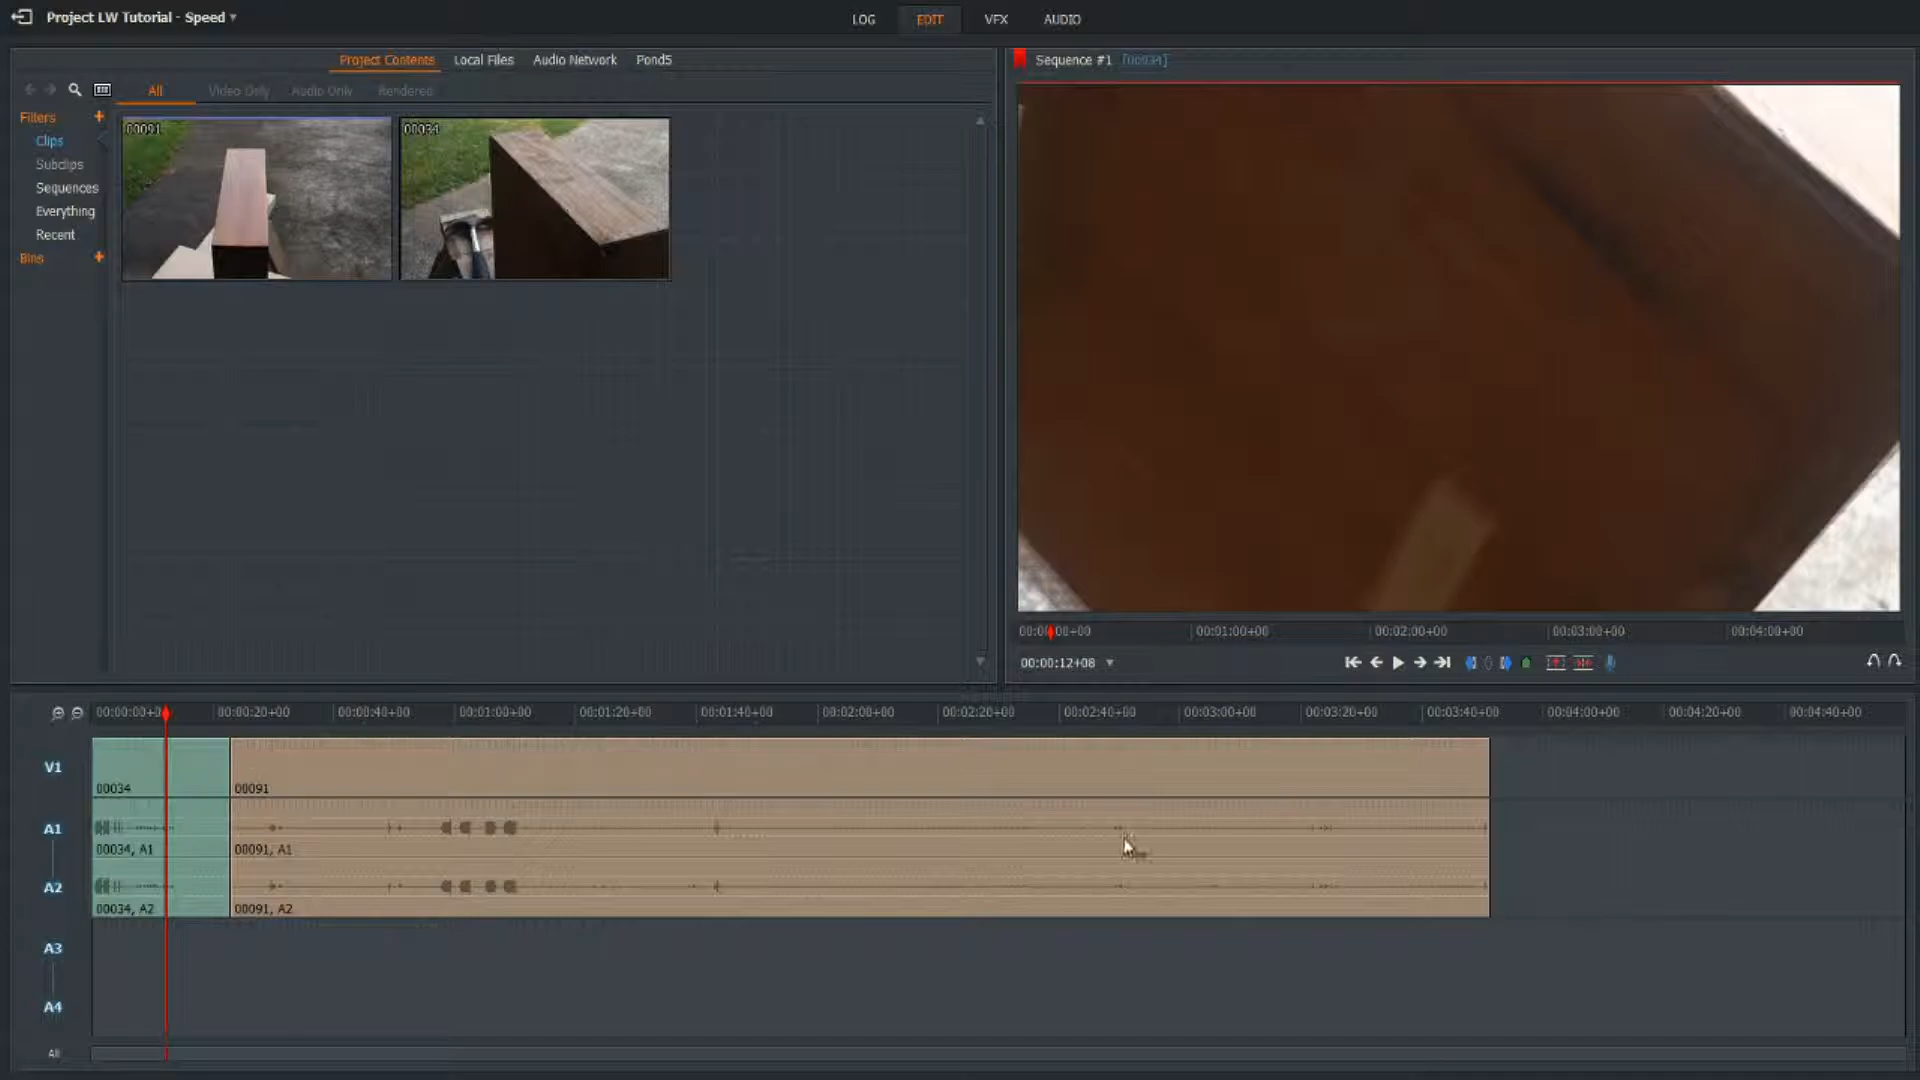 Project LW Tutorial - Speed
LOG EDIT VFX AUDIO
Project Contents Local Files Audio Network Pond5
All Video Only Audio Only Rendered
Filters +
Clips
Subclips
Sequences
Everything
Recent
Bins +
00091 00034
Sequence #1 [00034]
00:01:00+00 00:02:00+00 00:03:00+00 00:04:00+00
00:00:12+08
00:00:20+00 00:00:40+00 00:01:00+00 00:01:20+00 00:01:40+00 00:02:00+00 00:02:20+00 00:02:40+00 00:03:00+00 00:03:20+00 00:03:40+00 00:04:00+00 00:04:20+00 00:04:40+00
V1
00034 00091
A1
00034, A1 00091, A1
A2
00034, A2 00091, A2
A3
A4
All